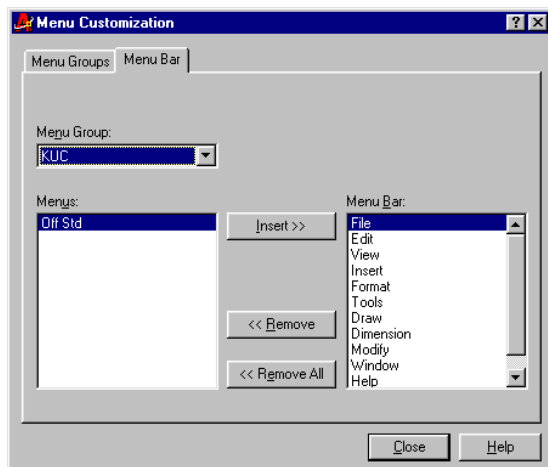 Menu Customization
Menu Groups
Menu Bar
Menu Group:
KUC
Menus:
Off Std
Insert >>
<< Remove
<< Remove All
Menu Bar:
File
Edit
View
Insert
Format
Tools
Draw
Dimension
Modify
Window
Help
Close
Help